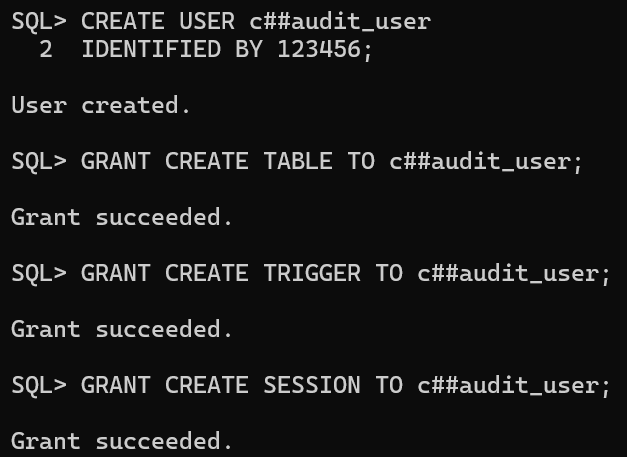 SQL> CREATE USER c##audit_user
  2  IDENTIFIED BY 123456;
User created.
SQL> GRANT CREATE TABLE TO c##audit_user;
Grant succeeded.
SQL> GRANT CREATE TRIGGER TO c##audit_user;
Grant succeeded.
SQL> GRANT CREATE SESSION TO c##audit_user;
Grant succeeded.